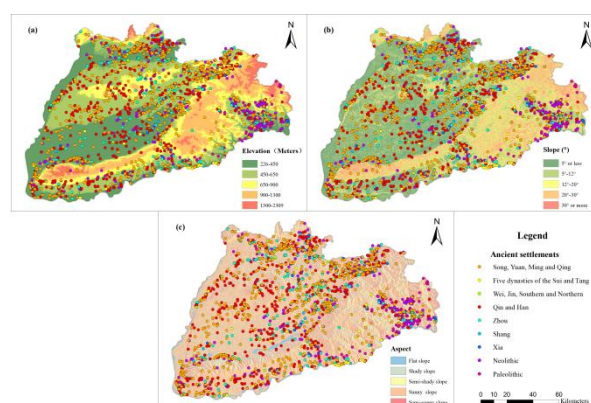 (a)
N
Elevation（Meters）
450-650
650-900
900-1300
1300-2309
(b)
N
Slope (°)
5° or less
5°-12°
12°-20°
20°-30°
30° or more
(c)
N
Aspect
Flat slope
Shady slope
Semi-shady slope
Sunny slope
Semi-sunny slope
Legend
Ancient settlements
Song, Yuan, Ming and Qing
Five dynasties of the Sui and Tang
Wei, Jin, Southern and Northern
Qin and Han
Zhou
Shang
Xia
Neolithic
Paleolithic
0 10 20 40 60
Kilometers